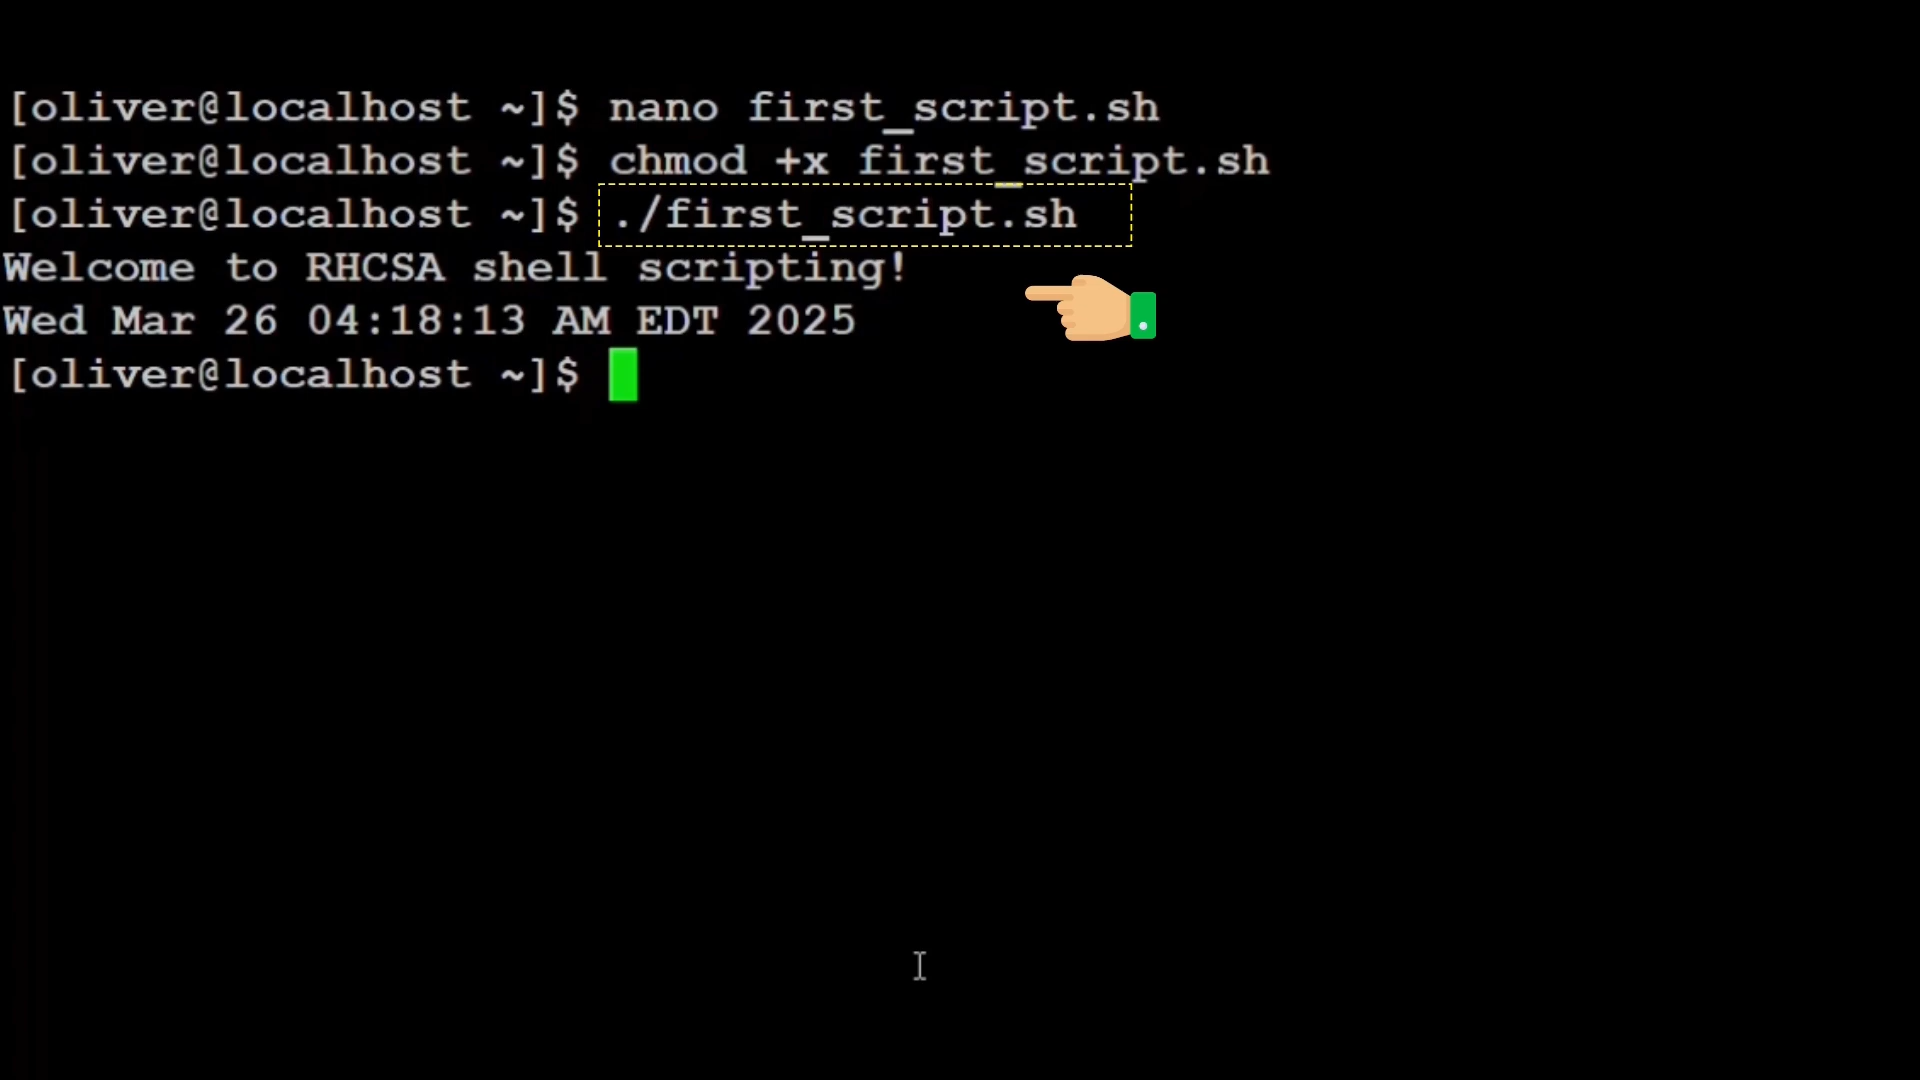 [oliver@localhost ~]$ nano first_script.sh
[oliver@localhost ~]$ chmod +x first_script.sh
[oliver@localhost ~]$ ./first_script.sh
Welcome to RHCSA shell scripting!
Wed Mar 26 04:18:13 AM EDT 2025
[oliver@localhost ~]$